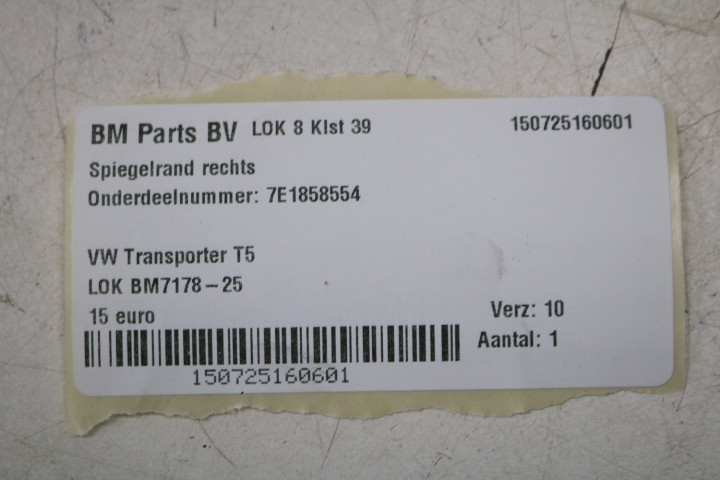 BM Parts BV LOK 8 Klst 39 150725160601
Spiegelrand rechts
Onderdeelnummer: 7E1858554
VW Transporter T5
LOK BM7178-25
15 euro
Verz: 10
Aantal: 1
150725160601